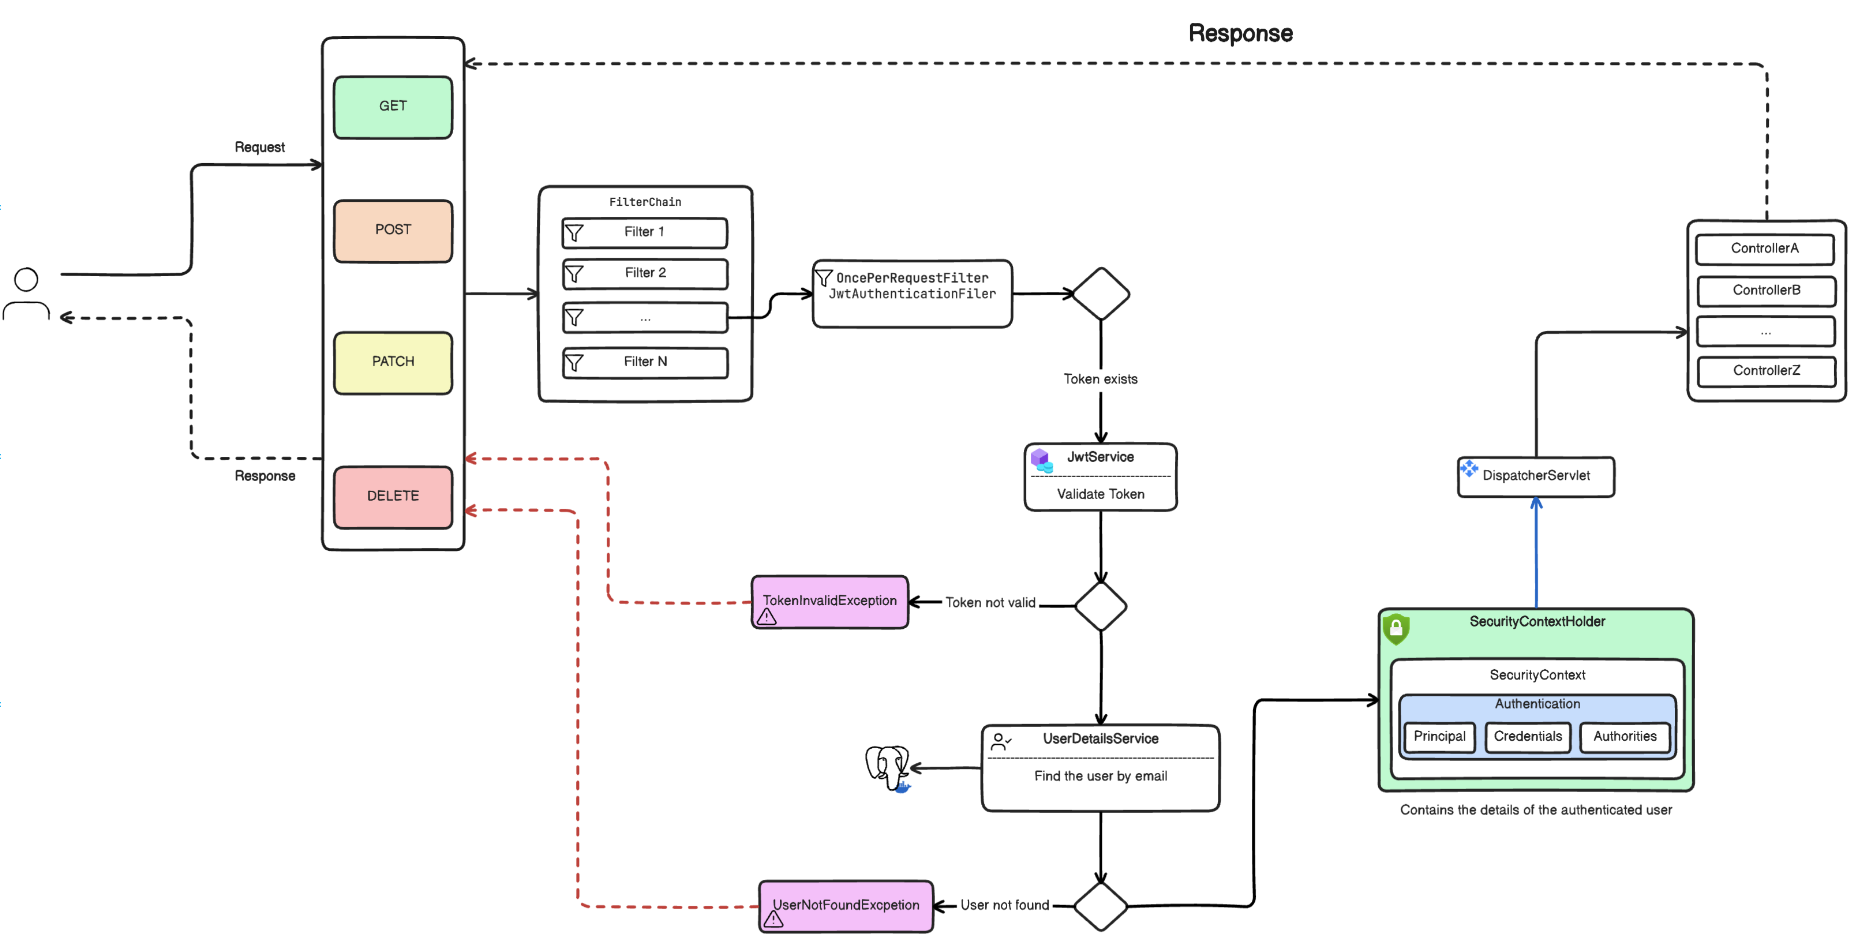 Response
GET
Request
POST
PATCH
Response
DELETE
FilterChain
Filter 1
Filter 2
...
Filter N
OncePerRequestFilter
JwtAuthenticationFiler
Token exists
JwtService
Validate Token
TokenInvalidException
Token not valid
UserDetailsService
Find the user by email
UserNotFoundExcpetion
User not found
SecurityContextHolder
SecurityContext
Authentication
Principal
Credentials
Authorities
Contains the details of the authenticated user
DispatcherServlet
ControllerA
ControllerB
...
ControllerZ